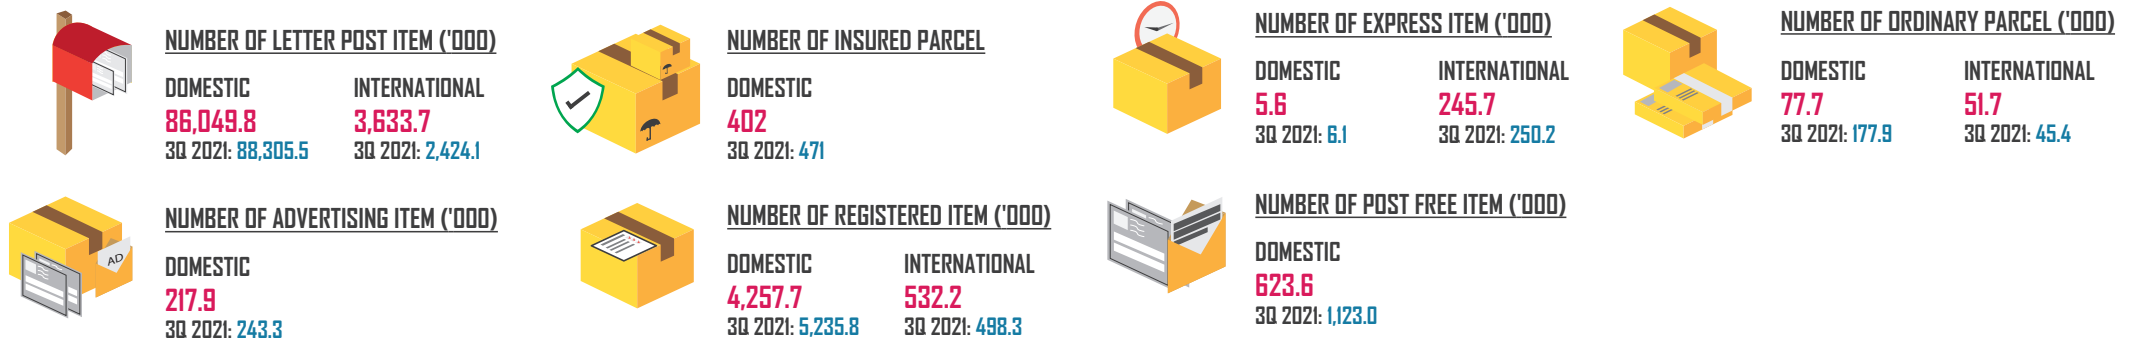 NUMBER OF LETTER POST ITEM ('000)
DOMESTIC INTERNATIONAL
86,049.8 3,633.7
3Q 2021: 88,305.5 3Q 2021: 2,424.1
NUMBER OF INSURED PARCEL
DOMESTIC
402
3Q 2021: 471
NUMBER OF EXPRESS ITEM ('000)
DOMESTIC INTERNATIONAL
5.6 245.7
3Q 2021: 6.1 3Q 2021: 250.2
NUMBER OF ORDINARY PARCEL ('000)
DOMESTIC INTERNATIONAL
77.7 51.7
3Q 2021: 177.9 3Q 2021: 45.4
NUMBER OF ADVERTISING ITEM ('000)
AD
DOMESTIC
217.9
3Q 2021: 243.3
NUMBER OF REGISTERED ITEM ('000)
DOMESTIC INTERNATIONAL
4,257.7 532.2
3Q 2021: 5,235.8 3Q 2021: 498.3
NUMBER OF POST FREE ITEM ('000)
DOMESTIC
623.6
3Q 2021: 1,123.0